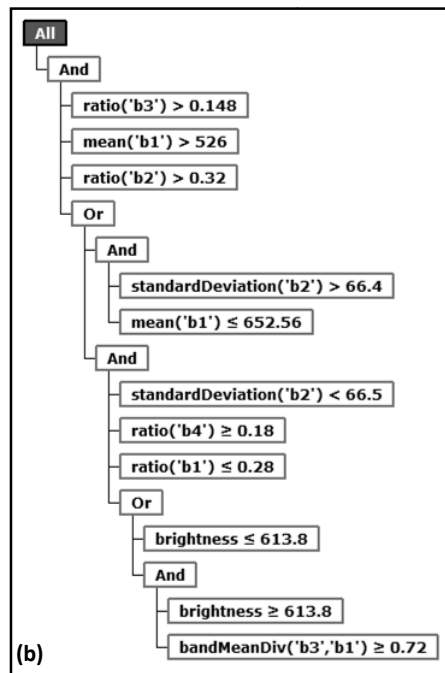 All
And
ratio('b3') > 0.148
mean('b1') > 526
ratio('b2') > 0.32
Or
And
standardDeviation('b2') > 66.4
mean('b1') ≤ 652.56
And
standardDeviation('b2') < 66.5
ratio('b4') ≥ 0.18
ratio('b1') ≤ 0.28
Or
brightness ≤ 613.8
And
brightness ≥ 613.8
bandMeanDiv('b3','b1') ≥ 0.72
(b)